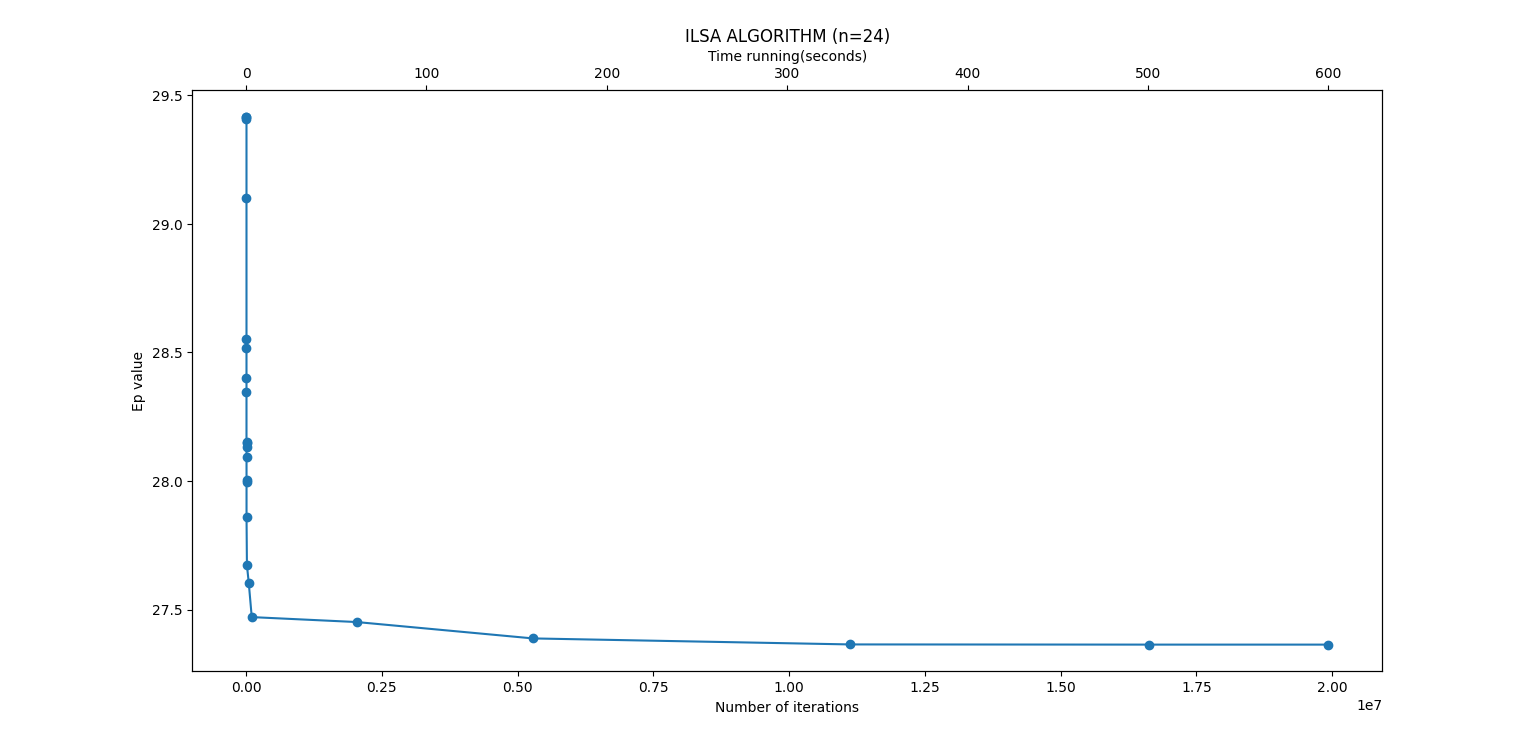 ILSA ALGORITHM (n=24)
Time running(seconds)
0 100 200 300 400 500 600
29.5
29.0
28.5
28.0
27.5
Ep value
0.00 0.25 0.50 0.75 1.00 1.25 1.50 1.75 2.00
1e7
Number of iterations